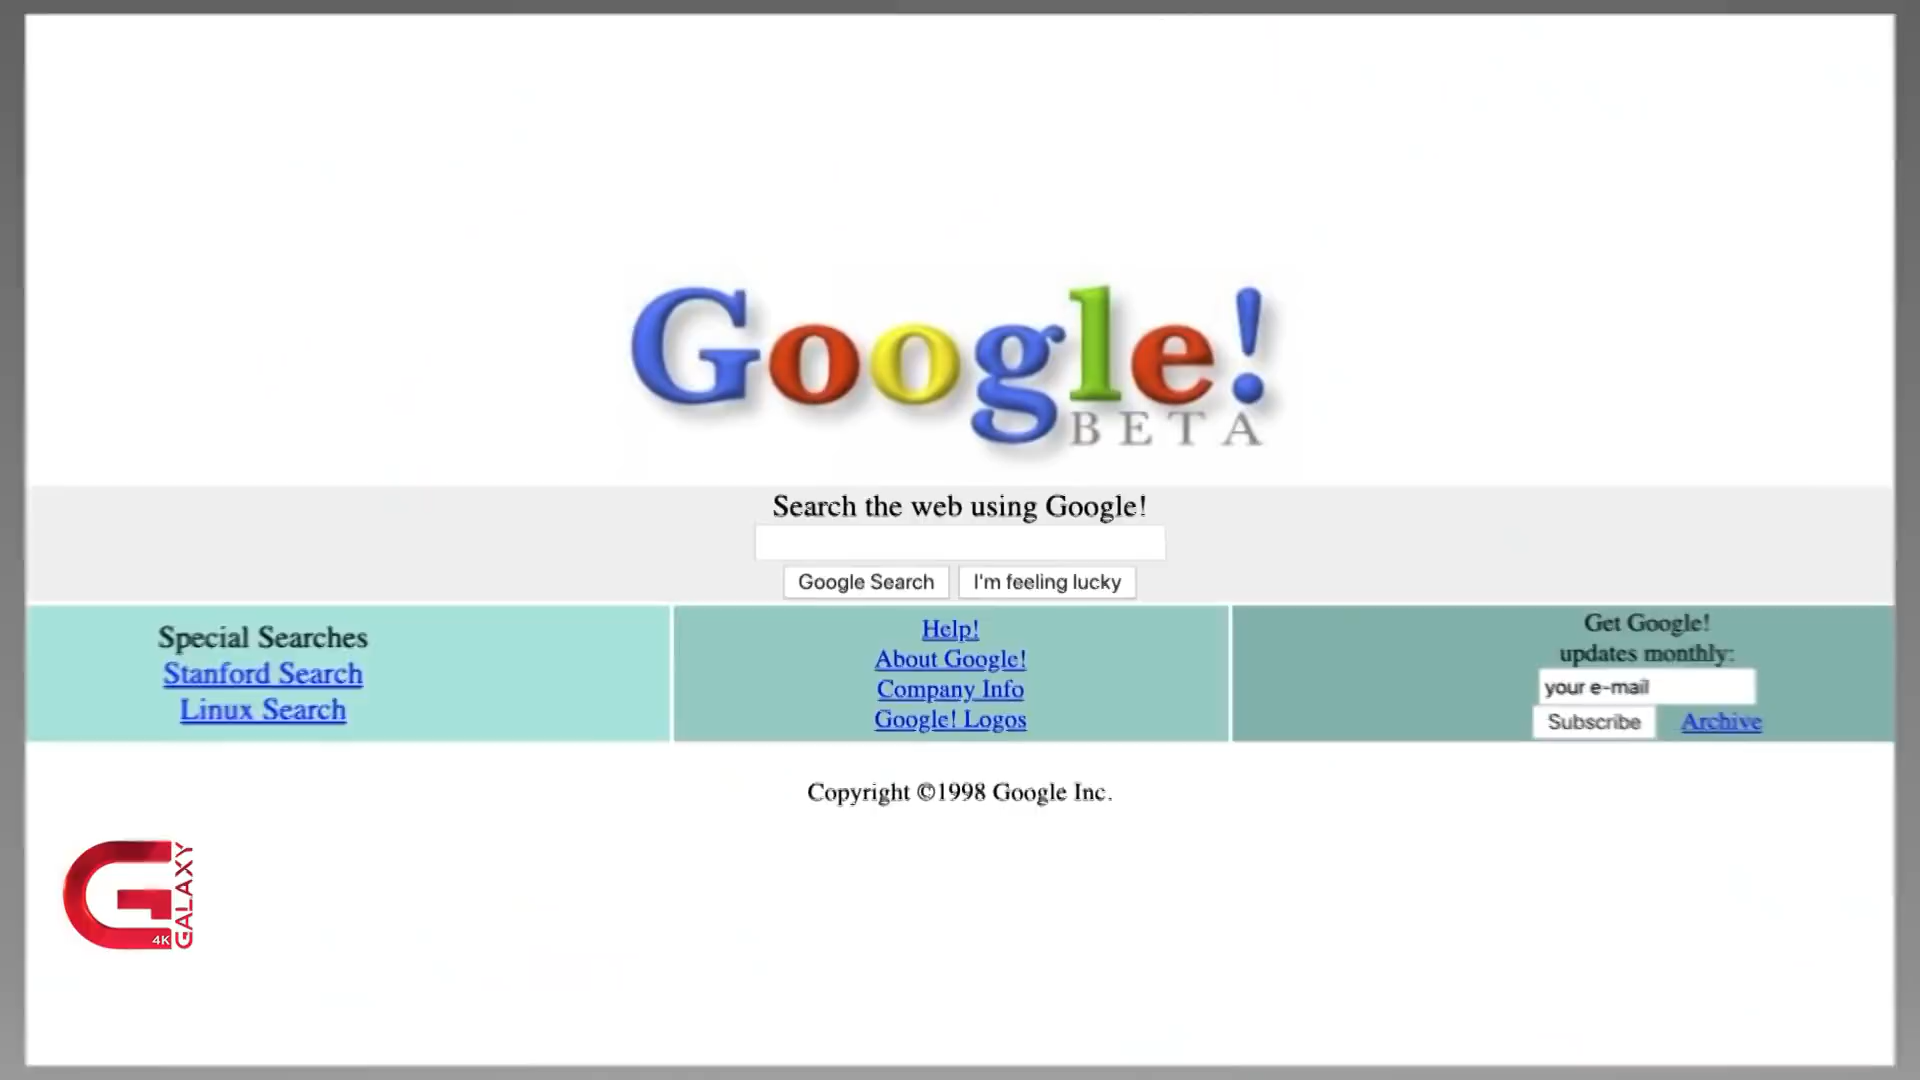 Google!
BETA
Search the web using Google!
Google Search I'm feeling lucky
Special Searches
Stanford Search
Linux Search
Help!
About Google!
Company Info
Google! Logos
Get Google!
updates monthly:
your e-mail
Subscribe Archive
Copyright ©1998 Google Inc.
G 4K GALAXY